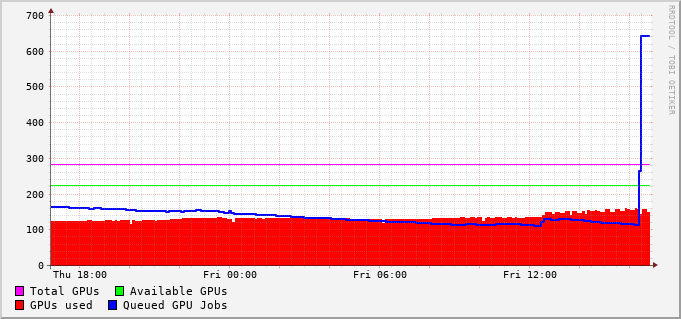 700
600
500
400
300
200
100
0
Thu 18:00 Fri 00:00 Fri 06:00 Fri 12:00
Total GPUs Available GPUs
GPUs used Queued GPU Jobs
RRDTOOL / TOBI OETIKER